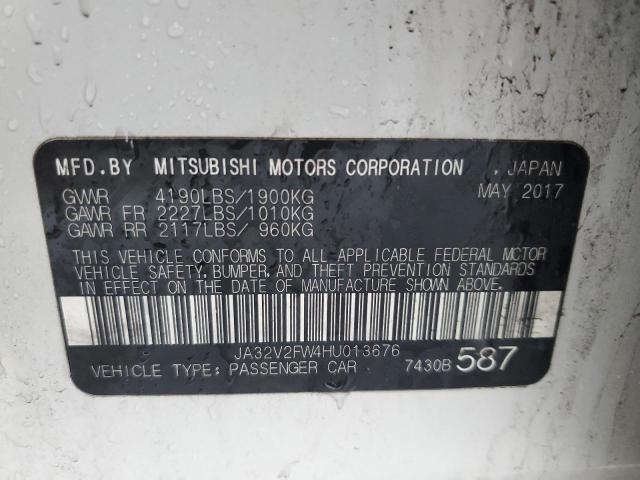 MFD.BY MITSUBISHI MOTORS CORPORATION . JAPAN
GVWR 4190LBS/1900KG MAY 2017
GAWR FR 2227LBS/1010KG
GAWR RR 2117LBS/ 960KG
THIS VEHICLE CONFORMS TO ALL APPLICABLE FEDERAL MOTOR
VEHICLE SAFETY, BUMPER, AND THEFT PREVENTION STANDARDS
IN EFFECT ON THE DATE OF MANUFACTURE SHOWN ABOVE.
JA32V2FW4HU013676
VEHICLE TYPE: PASSENGER CAR 7430B 587